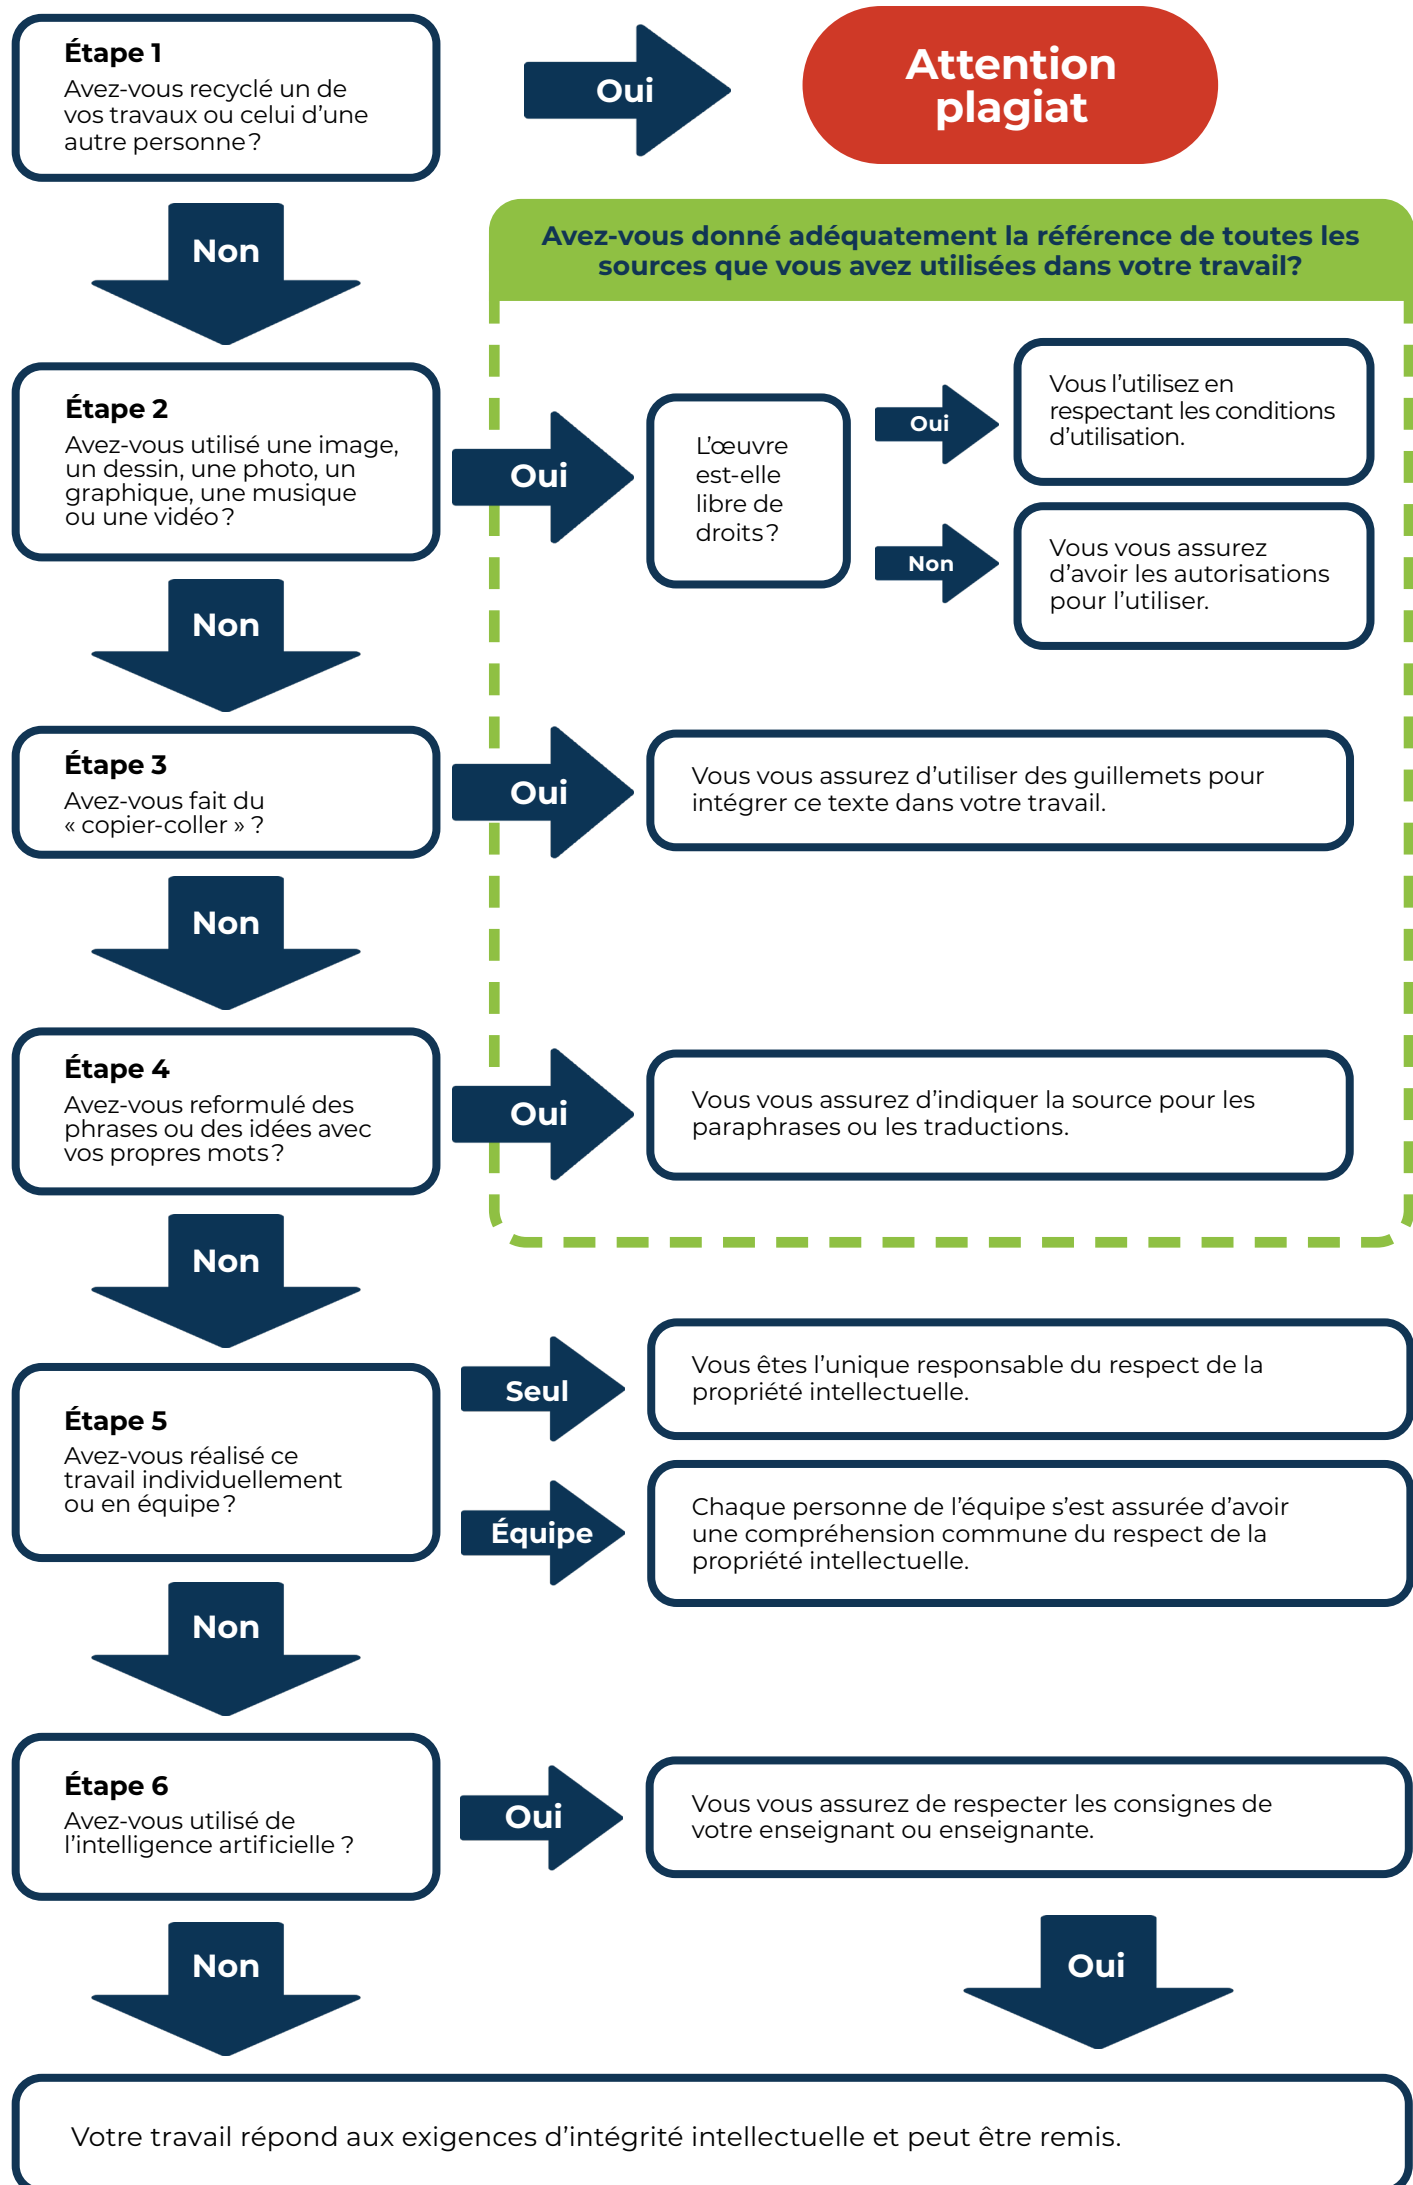 Étape 1
Avez-vous recyclé un de
vos travaux ou celui d’une
autre personne ?
Oui
Attention
plagiat
Non
Avez-vous donné adéquatement la référence de toutes les
sources que vous avez utilisées dans votre travail?
Étape 2
Avez-vous utilisé une image,
un dessin, une photo, un
graphique, une musique
ou une vidéo ?
Oui
L’œuvre
est-elle
libre de
droits ?
Oui
Vous l’utilisez en
respectant les conditions
d’utilisation.
Non
Vous vous assurez
d’avoir les autorisations
pour l’utiliser.
Non
Étape 3
Avez-vous fait du
« copier-coller » ?
Oui
Vous vous assurez d’utiliser des guillemets pour
intégrer ce texte dans votre travail.
Non
Étape 4
Avez-vous reformulé des
phrases ou des idées avec
vos propres mots ?
Oui
Vous vous assurez d’indiquer la source pour les
paraphrases ou les traductions.
Non
Étape 5
Avez-vous réalisé ce
travail individuellement
ou en équipe ?
Seul
Vous êtes l’unique responsable du respect de la
propriété intellectuelle.
Équipe
Chaque personne de l’équipe s’est assurée d’avoir
une compréhension commune du respect de la
propriété intellectuelle.
Non
Étape 6
Avez-vous utilisé de
l’intelligence artificielle ?
Oui
Vous vous assurez de respecter les consignes de
votre enseignant ou enseignante.
Non
Oui
Votre travail répond aux exigences d’intégrité intellectuelle et peut être remis.